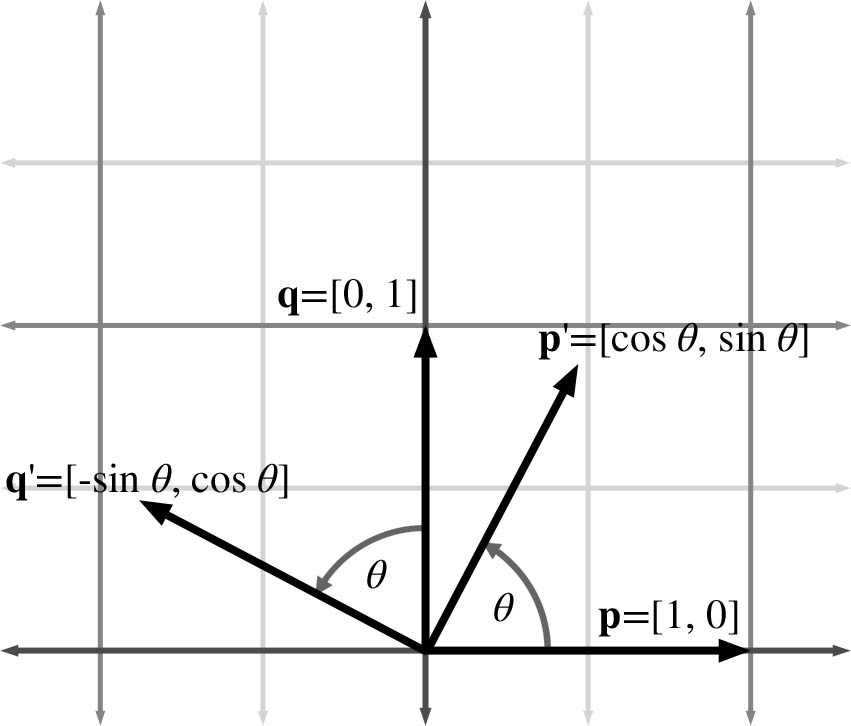 q=[0, 1]
p'=[cos θ, sin θ]
q'=[-sin θ, cos θ]
θ
θ
p=[1, 0]